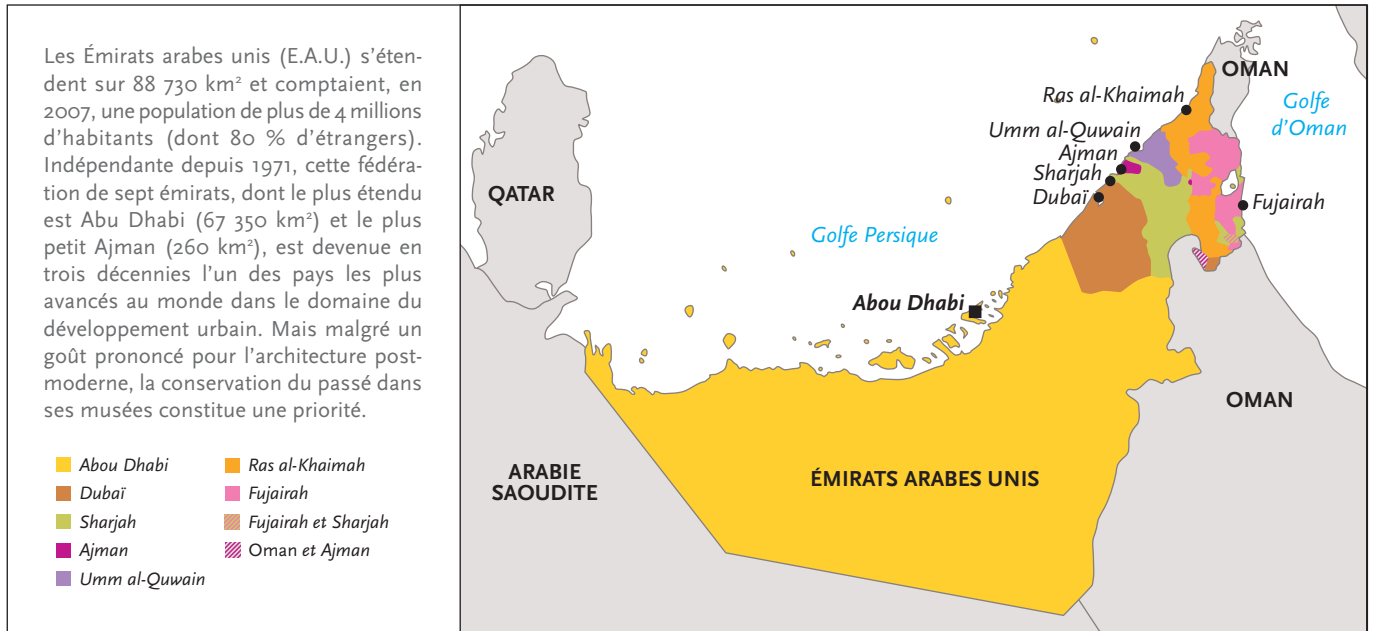 Les Émirats arabes unis (E.A.U.) s’éten-
dent sur 88 730 km² et comptaient, en
2007, une population de plus de 4 millions
d’habitants (dont 80 % d’étrangers).
Indépendante depuis 1971, cette fédéra-
tion de sept émirats, dont le plus étendu
est Abu Dhabi (67 350 km²) et le plus
petit Ajman (260 km²), est devenue en
trois décennies l’un des pays les plus
avancés au monde dans le domaine du
développement urbain. Mais malgré un
goût prononcé pour l’architecture post-
moderne, la conservation du passé dans
ses musées constitue une priorité.
Abou Dhabi
Dubaï
Sharjah
Ajman
Umm al-Quwain
Ras al-Khaimah
Fujairah
Fujairah et Sharjah
Oman et Ajman
OMAN
Ras al-Khaimah
Golfe
d’Oman
Umm al-Quwain
Ajman
Sharjah
Dubaï
QATAR
Fujairah
Golfe Persique
Abou Dhabi
OMAN
ARABIE
SAOUDITE
ÉMIRATS ARABES UNIS